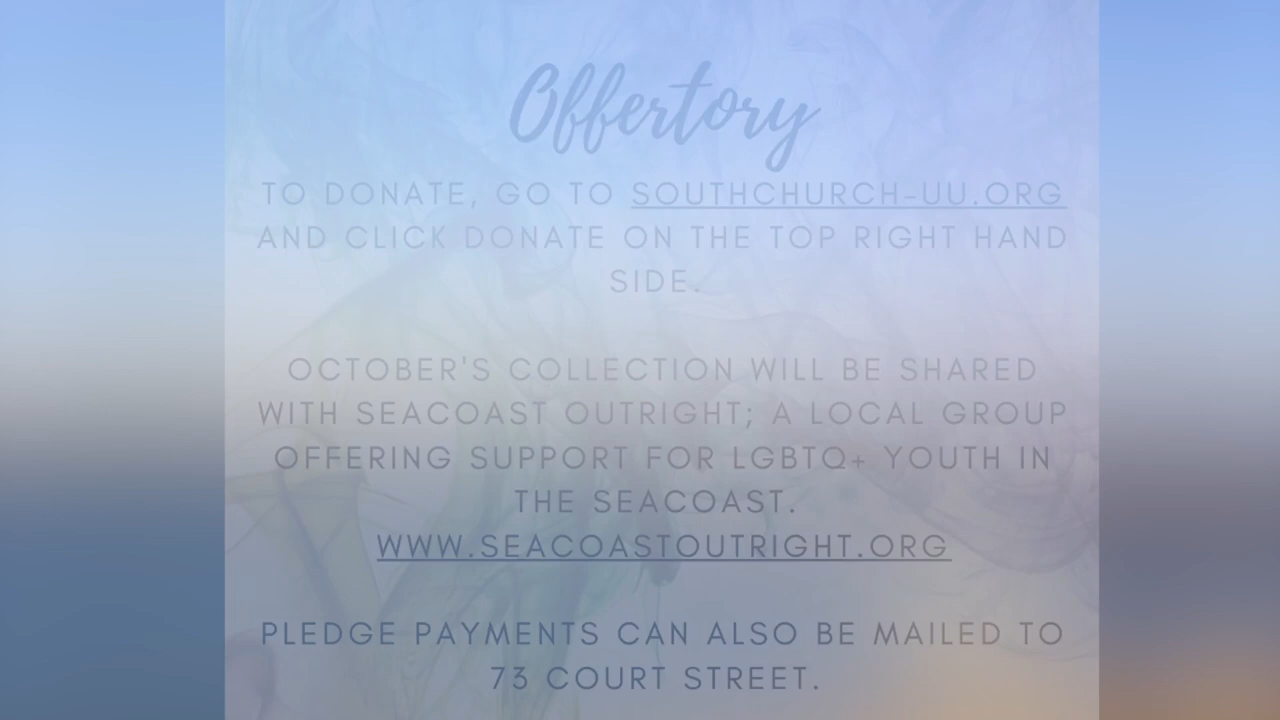 Offertory
TO DONATE, GO TO SOUTHCHURCH-UU.ORG
AND CLICK DONATE ON THE TOP RIGHT HAND
SIDE.
OCTOBER'S COLLECTION WILL BE SHARED
WITH SEACOAST OUTRIGHT; A LOCAL GROUP
OFFERING SUPPORT FOR LGBTQ+ YOUTH IN
THE SEACOAST.
WWW.SEACOASTOUTRIGHT.ORG
PLEDGE PAYMENTS CAN ALSO BE MAILED TO
73 COURT STREET.